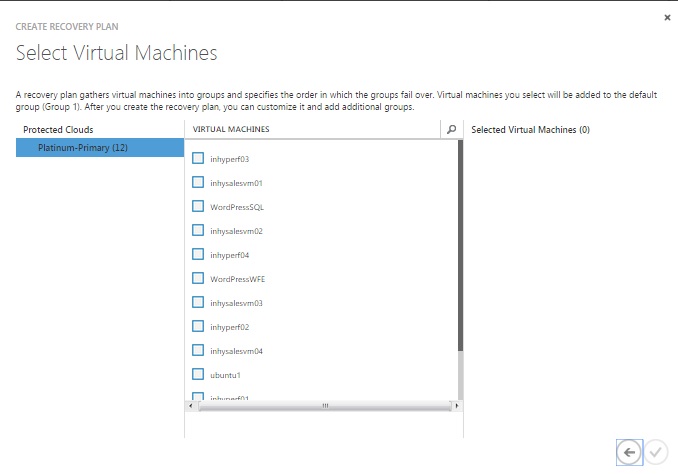 CREATE RECOVERY PLAN
Select Virtual Machines
A recovery plan gathers virtual machines into groups and specifies the order in which the groups fail over. Virtual machines you select will be added to the default
group (Group 1). After you create the recovery plan, you can customize it and add additional groups.
Protected Clouds
Platinum-Primary (12)
VIRTUAL MACHINES
inhyperf03
inhysalesvm01
WordPressSQL
inhysalesvm02
inhyperf04
WordPressWFE
inhysalesvm03
inhyperf02
inhysalesvm04
ubuntu1
inhyperf01
Selected Virtual Machines (0)